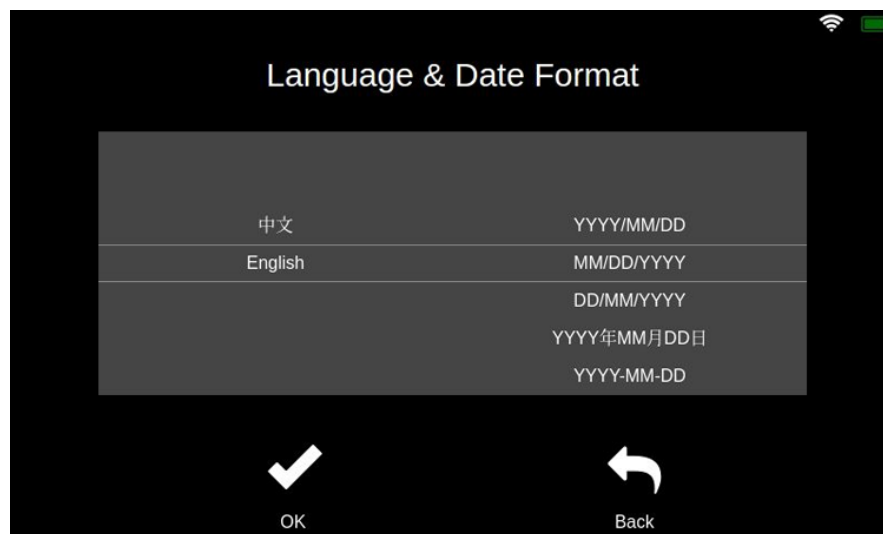 Language & Date Format
中文 YYYY/MM/DD
English MM/DD/YYYY
DD/MM/YYYY
YYYY年MM月DD日
YYYY-MM-DD
OK Back